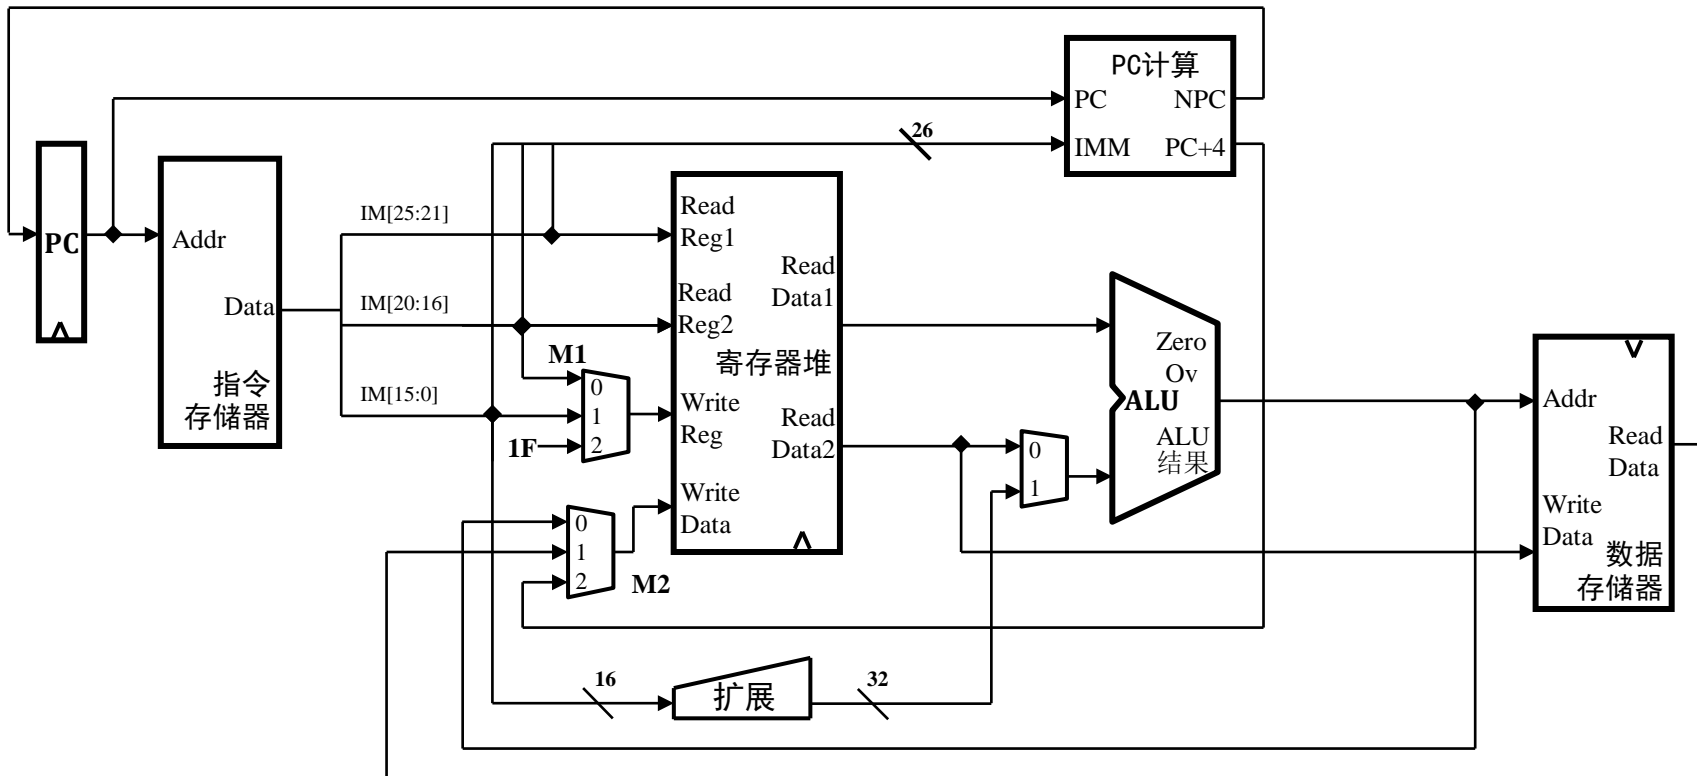 PC计算
PC
NPC
26
IMM
PC+4
IM[25:21]
Read
Reg1
PC
Addr
Read
Data1
Data
IM[20:16]
Read
Reg2
Zero
Ov
M1
寄存器堆
指令
存储器
IM[15:0]
0
1
2
1F
Write
Reg
Read
Data2
0
1
ALU
ALU
结果
Addr
Read
Data
Write
Data
数据
存储器
Write
Data
0
1
2
M2
16
扩展
32